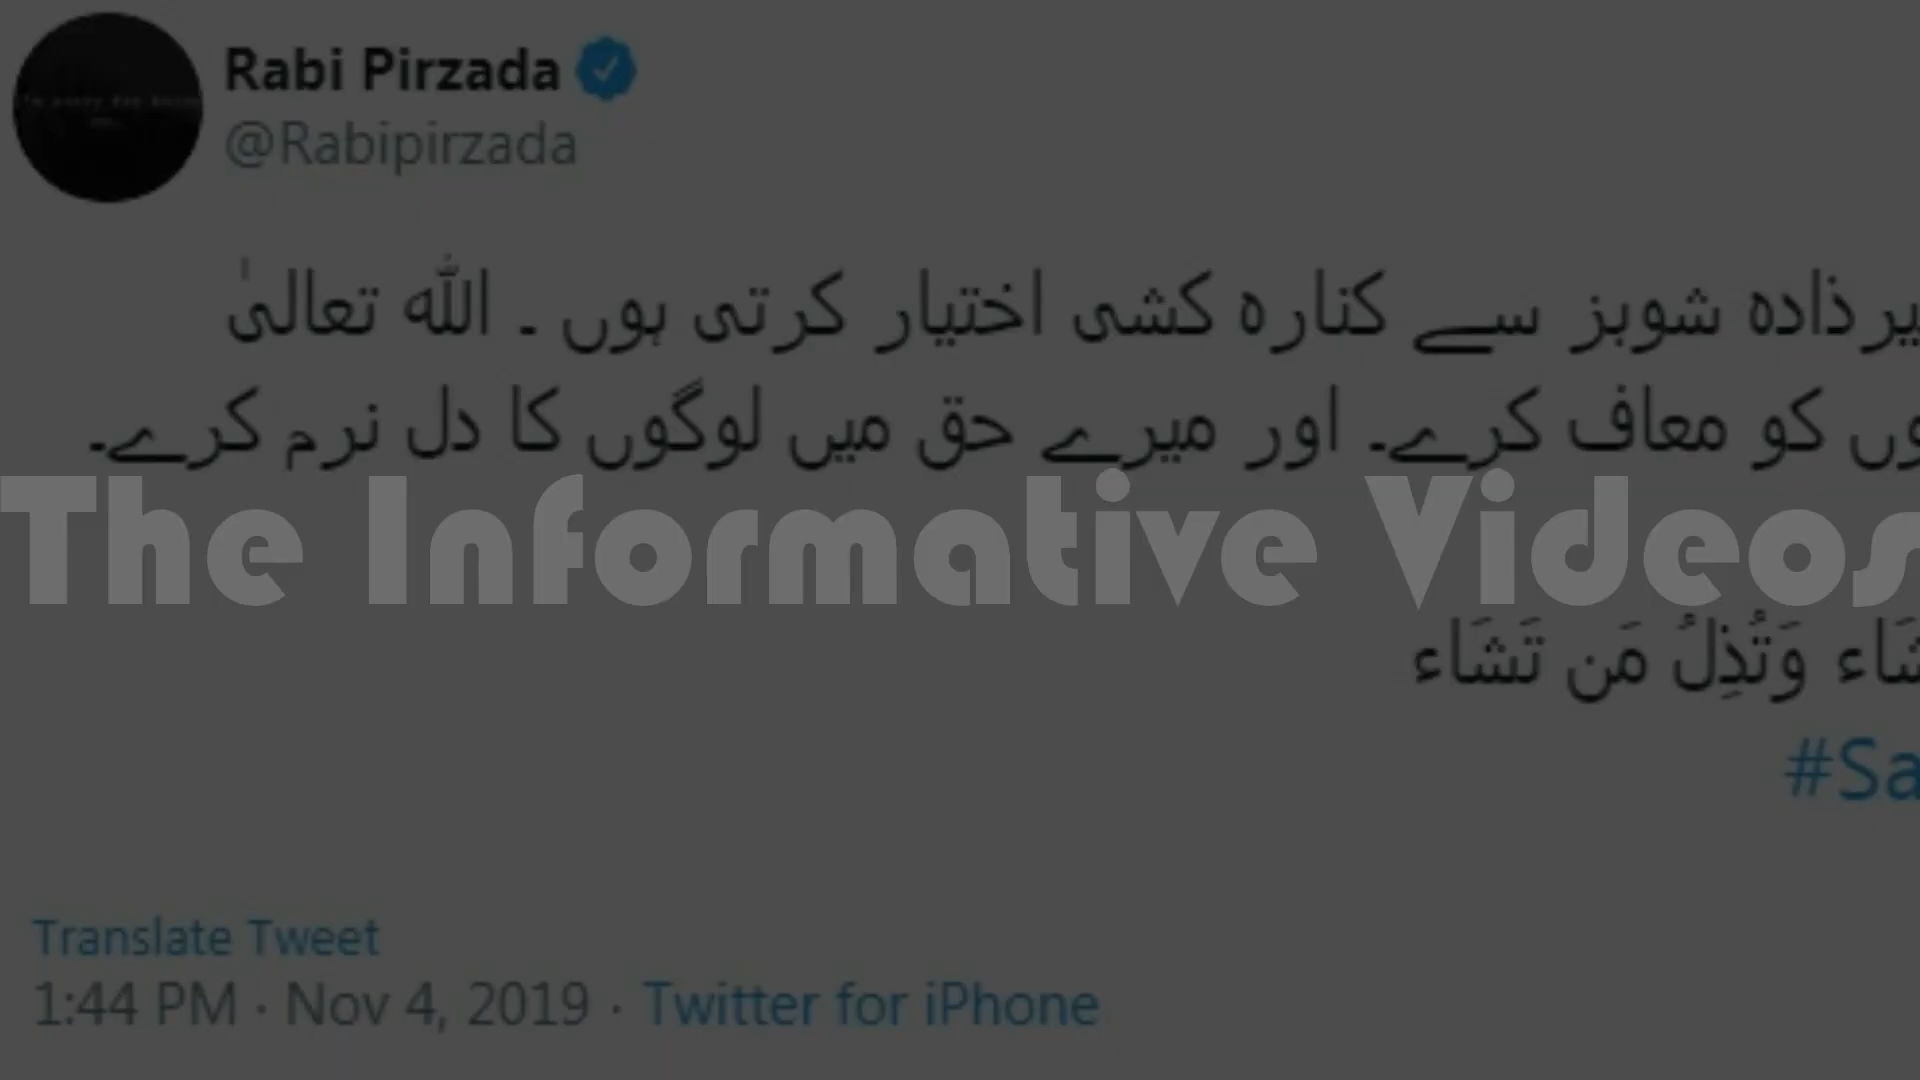 Rabi Pirzada
@Rabipirzada
یرذادہ شوبز سے کنارہ کشی اختیار کرتی ہوں ۔ اللہ تعالیٰ
وں کو معاف کرے۔ اور میرے حق میں لوگوں کا دل نرم کرے۔
The Informative Videos
شَاء وَتُذِلُ مَن تَشَاء
#Sa
Translate Tweet
1:44 PM · Nov 4, 2019 · Twitter for iPhone